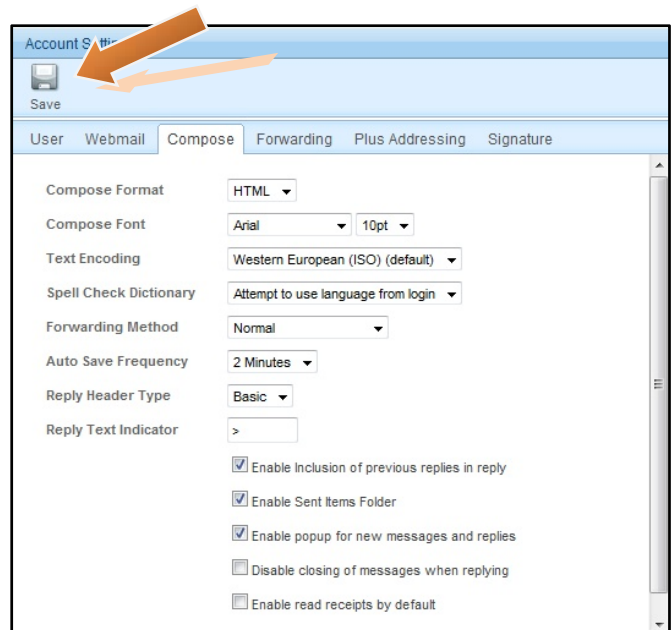 Account Settin
Save
User Webmail Compose Forwarding Plus Addressing Signature
Compose Format HTML
Compose Font Arial 10pt
Text Encoding Western European (ISO) (default)
Spell Check Dictionary Attempt to use language from login
Forwarding Method Normal
Auto Save Frequency 2 Minutes
Reply Header Type Basic
Reply Text Indicator >
Enable Inclusion of previous replies in reply
Enable Sent Items Folder
Enable popup for new messages and replies
Disable closing of messages when replying
Enable read receipts by default